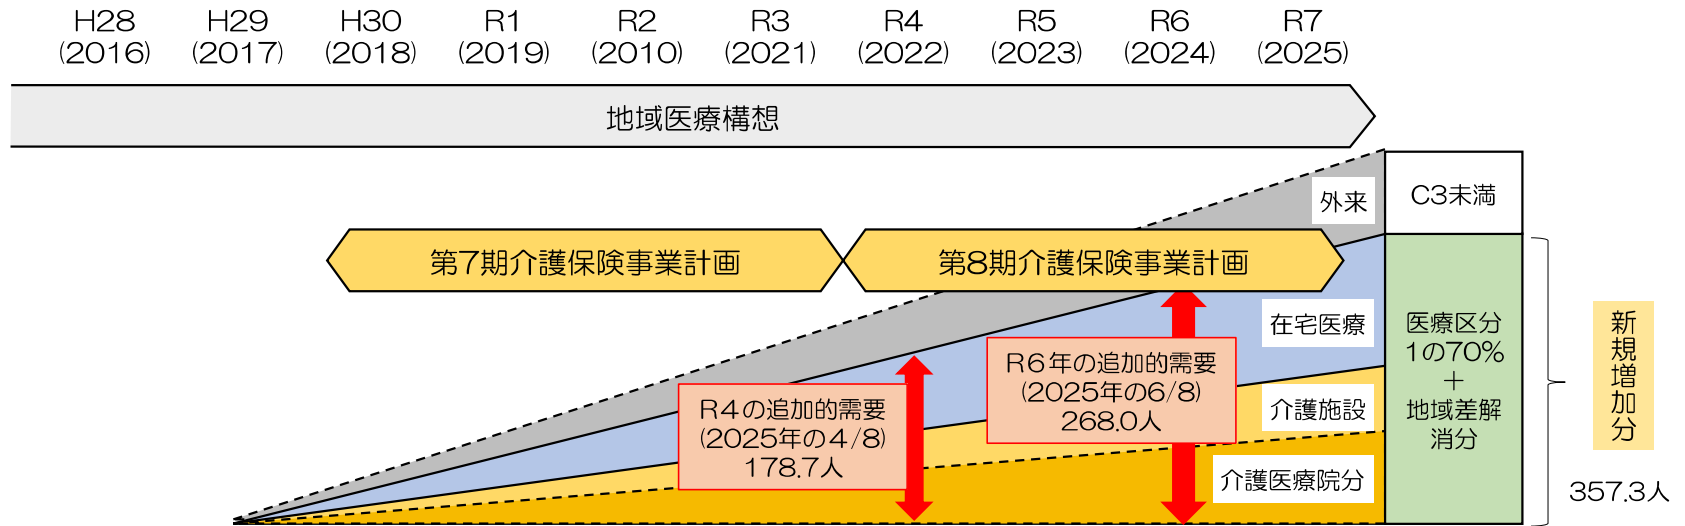 H28 H29 H30 R1 R2 R3 R4 R5 R6 R7
(2016) (2017) (2018) (2019) (2010) (2021) (2022) (2023) (2024) (2025)
地域医療構想
外来
C3未満
第7期介護保険事業計画
第8期介護保険事業計画
在宅医療
医療区分
1の70%
+
地域差解
消分
新規増加分
R6年の追加的需要
(2025年の6/8)
268.0人
介護施設
R4の追加的需要
(2025年の4/8)
178.7人
介護医療院分
357.3人